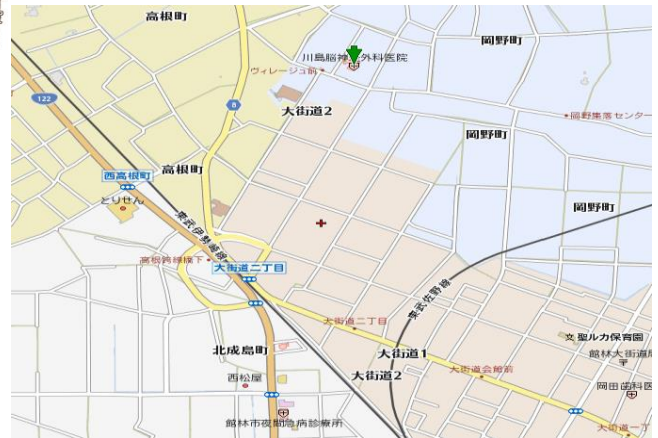 高根町
岡野町
川島脳神経外科医院
ヴィレージュ前
122
8
大街道2
岡野集落センター
岡野町
高根町
西高根町
とりせん
岡野町
東武伊勢崎線
高根跨線橋下
大街道二丁目
東武佐野線
大街道二丁目
聖ルカ保育園
北成島町
大街道1
館林大街道
西松屋
大街道2
大街道会館前
岡田歯科医
館林市夜間急病診療所
大街道一丁